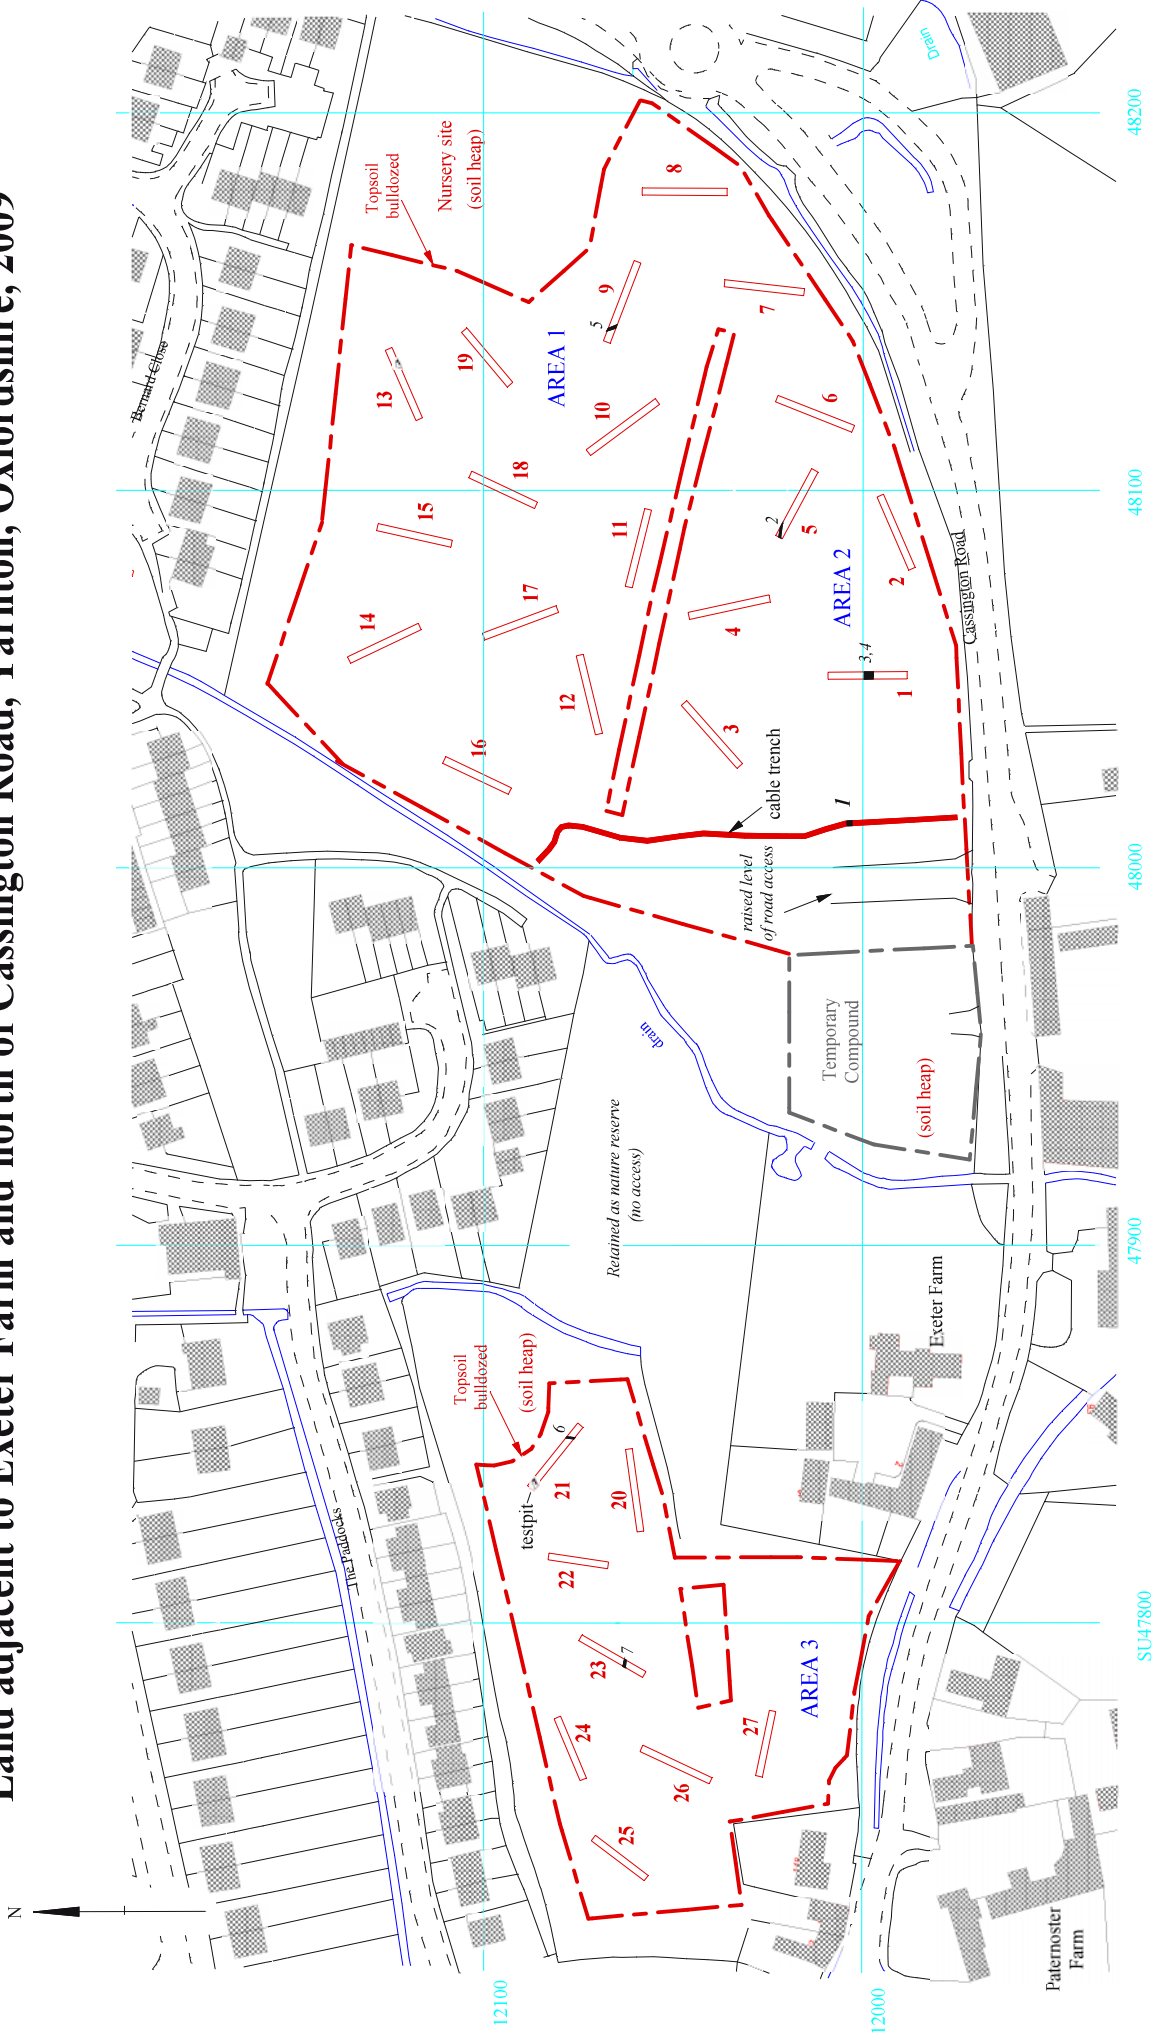 Land adjacent to Exeter Farm and north of Cassington Road, Yarnton, Oxfordshire, 2009
N
Bernard Close
The Paddocks
Topsoil
bulldozed
Nursery site
(soil heap)
AREA 1
AREA 2
AREA 3
1
2
3
4
5
6
7
8
9
10
11
12
13
14
15
16
17
18
19
20
21
22
23
24
25
26
27
5
2
3,4
1
6
7
cable trench
raised level
of road access
Temporary
Compound
(soil heap)
drain
Drain
Retained as nature reserve
(no access)
Topsoil
bulldozed
(soil heap)
testpit
Cassington Road
Exeter Farm
Paternoster
Farm
12100
12000
48200
48100
48000
47900
SU47800